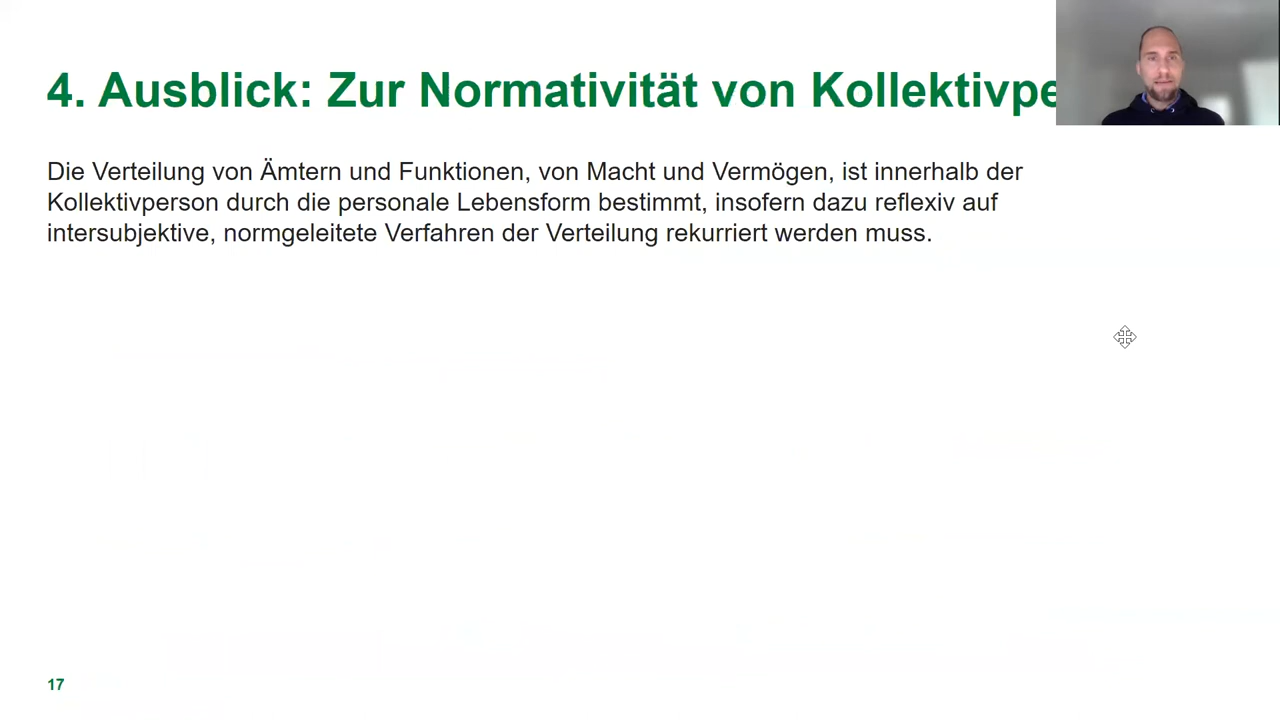 4. Ausblick: Zur Normativität von Kollektivpe
Die Verteilung von Ämtern und Funktionen, von Macht und Vermögen, ist innerhalb der
Kollektivperson durch die personale Lebensform bestimmt, insofern dazu reflexiv auf
intersubjektive, normgeleitete Verfahren der Verteilung rekurriert werden muss.
17